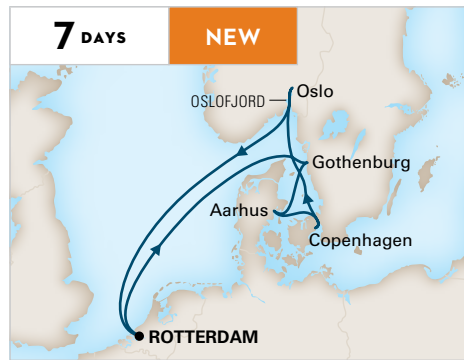 7 DAYS
NEW
Oslo
OSLOFJORD
Gothenburg
Aarhus
Copenhagen
ROTTERDAM